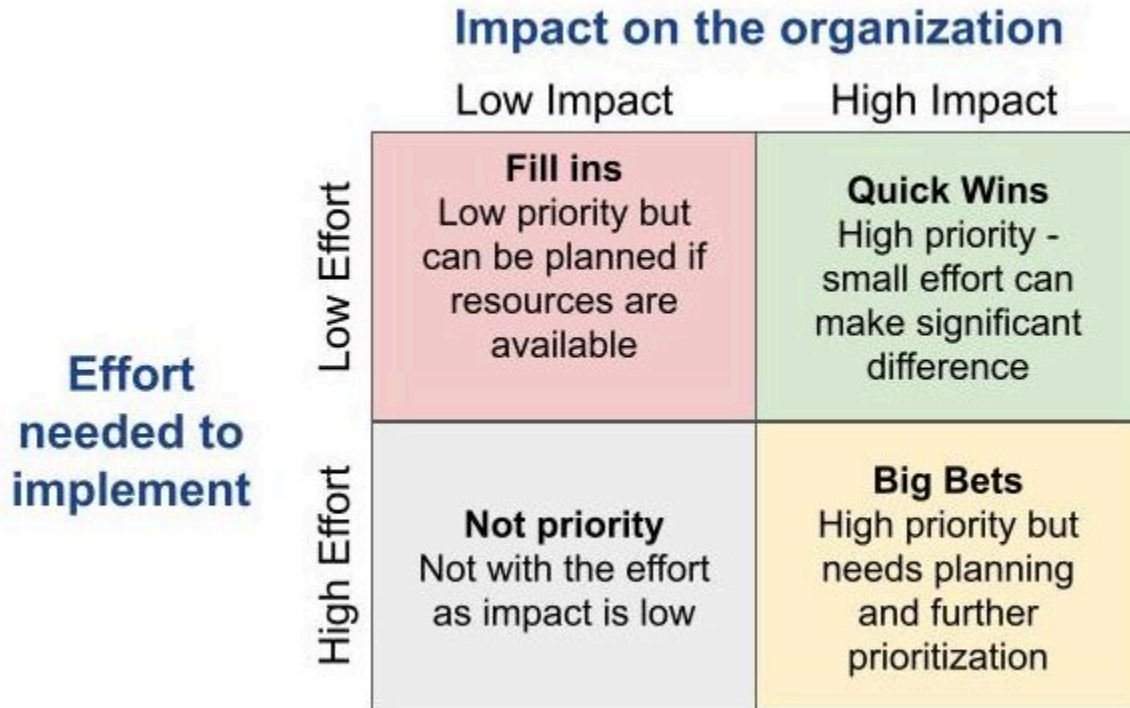 Impact on the organization
Low Impact
High Impact
Effort
needed to
implement
Low Effort
Fill ins
Low priority but
can be planned if
resources are
available
Quick Wins
High priority -
small effort can
make significant
difference
High Effort
Not priority
Not with the effort
as impact is low
Big Bets
High priority but
needs planning
and further
prioritization